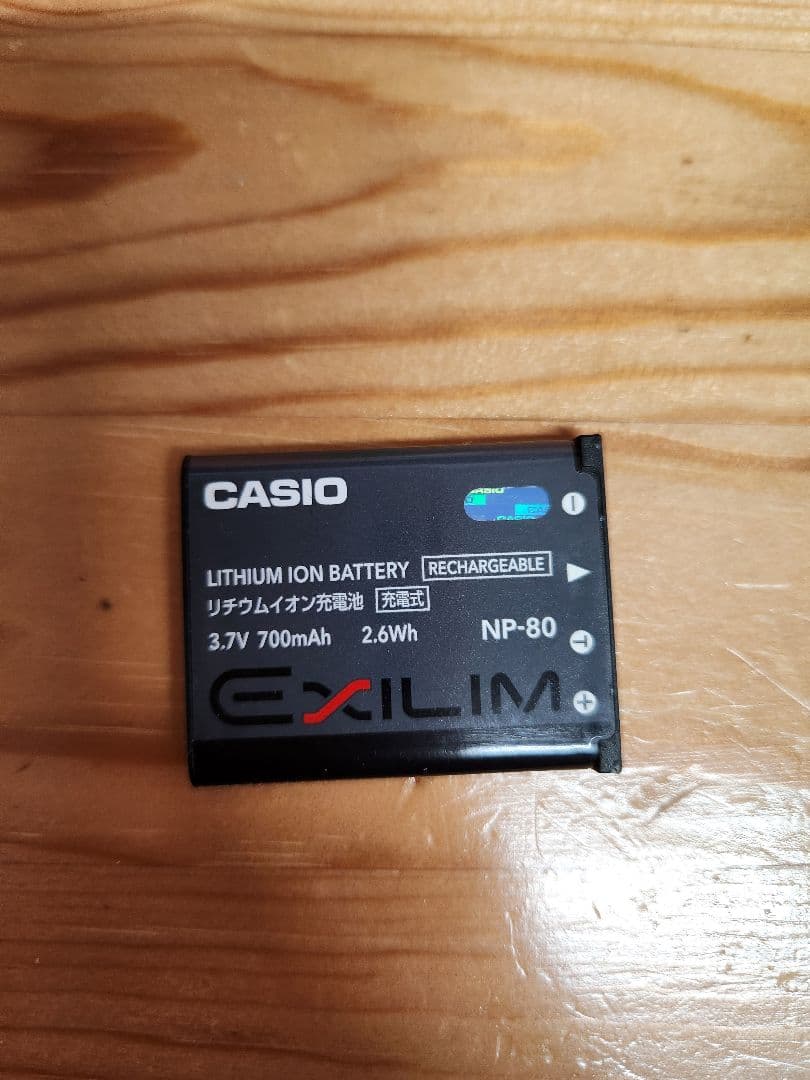 CASIO
LITHIUM ION BATTERY RECHARGEABLE
リチウムイオン充電池 充電式
3.7V 700mAh 2.6Wh NP-80
T
EXILIM